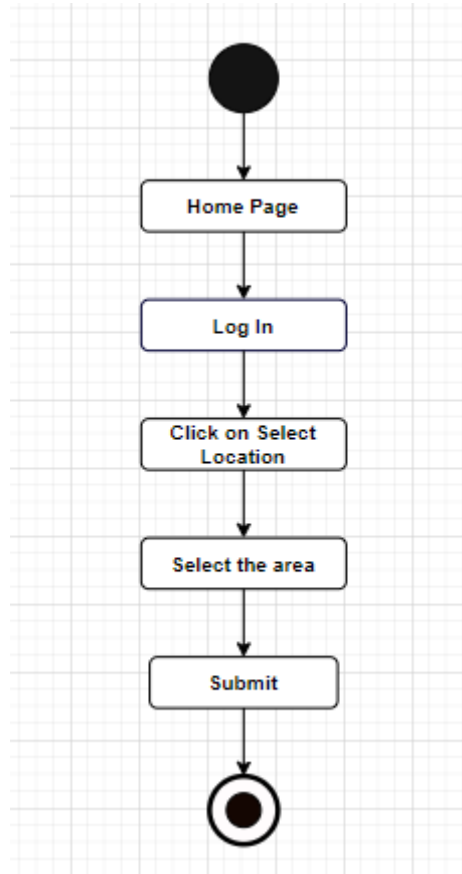 Home Page
Log In
Click on Select
Location
Select the area
Submit